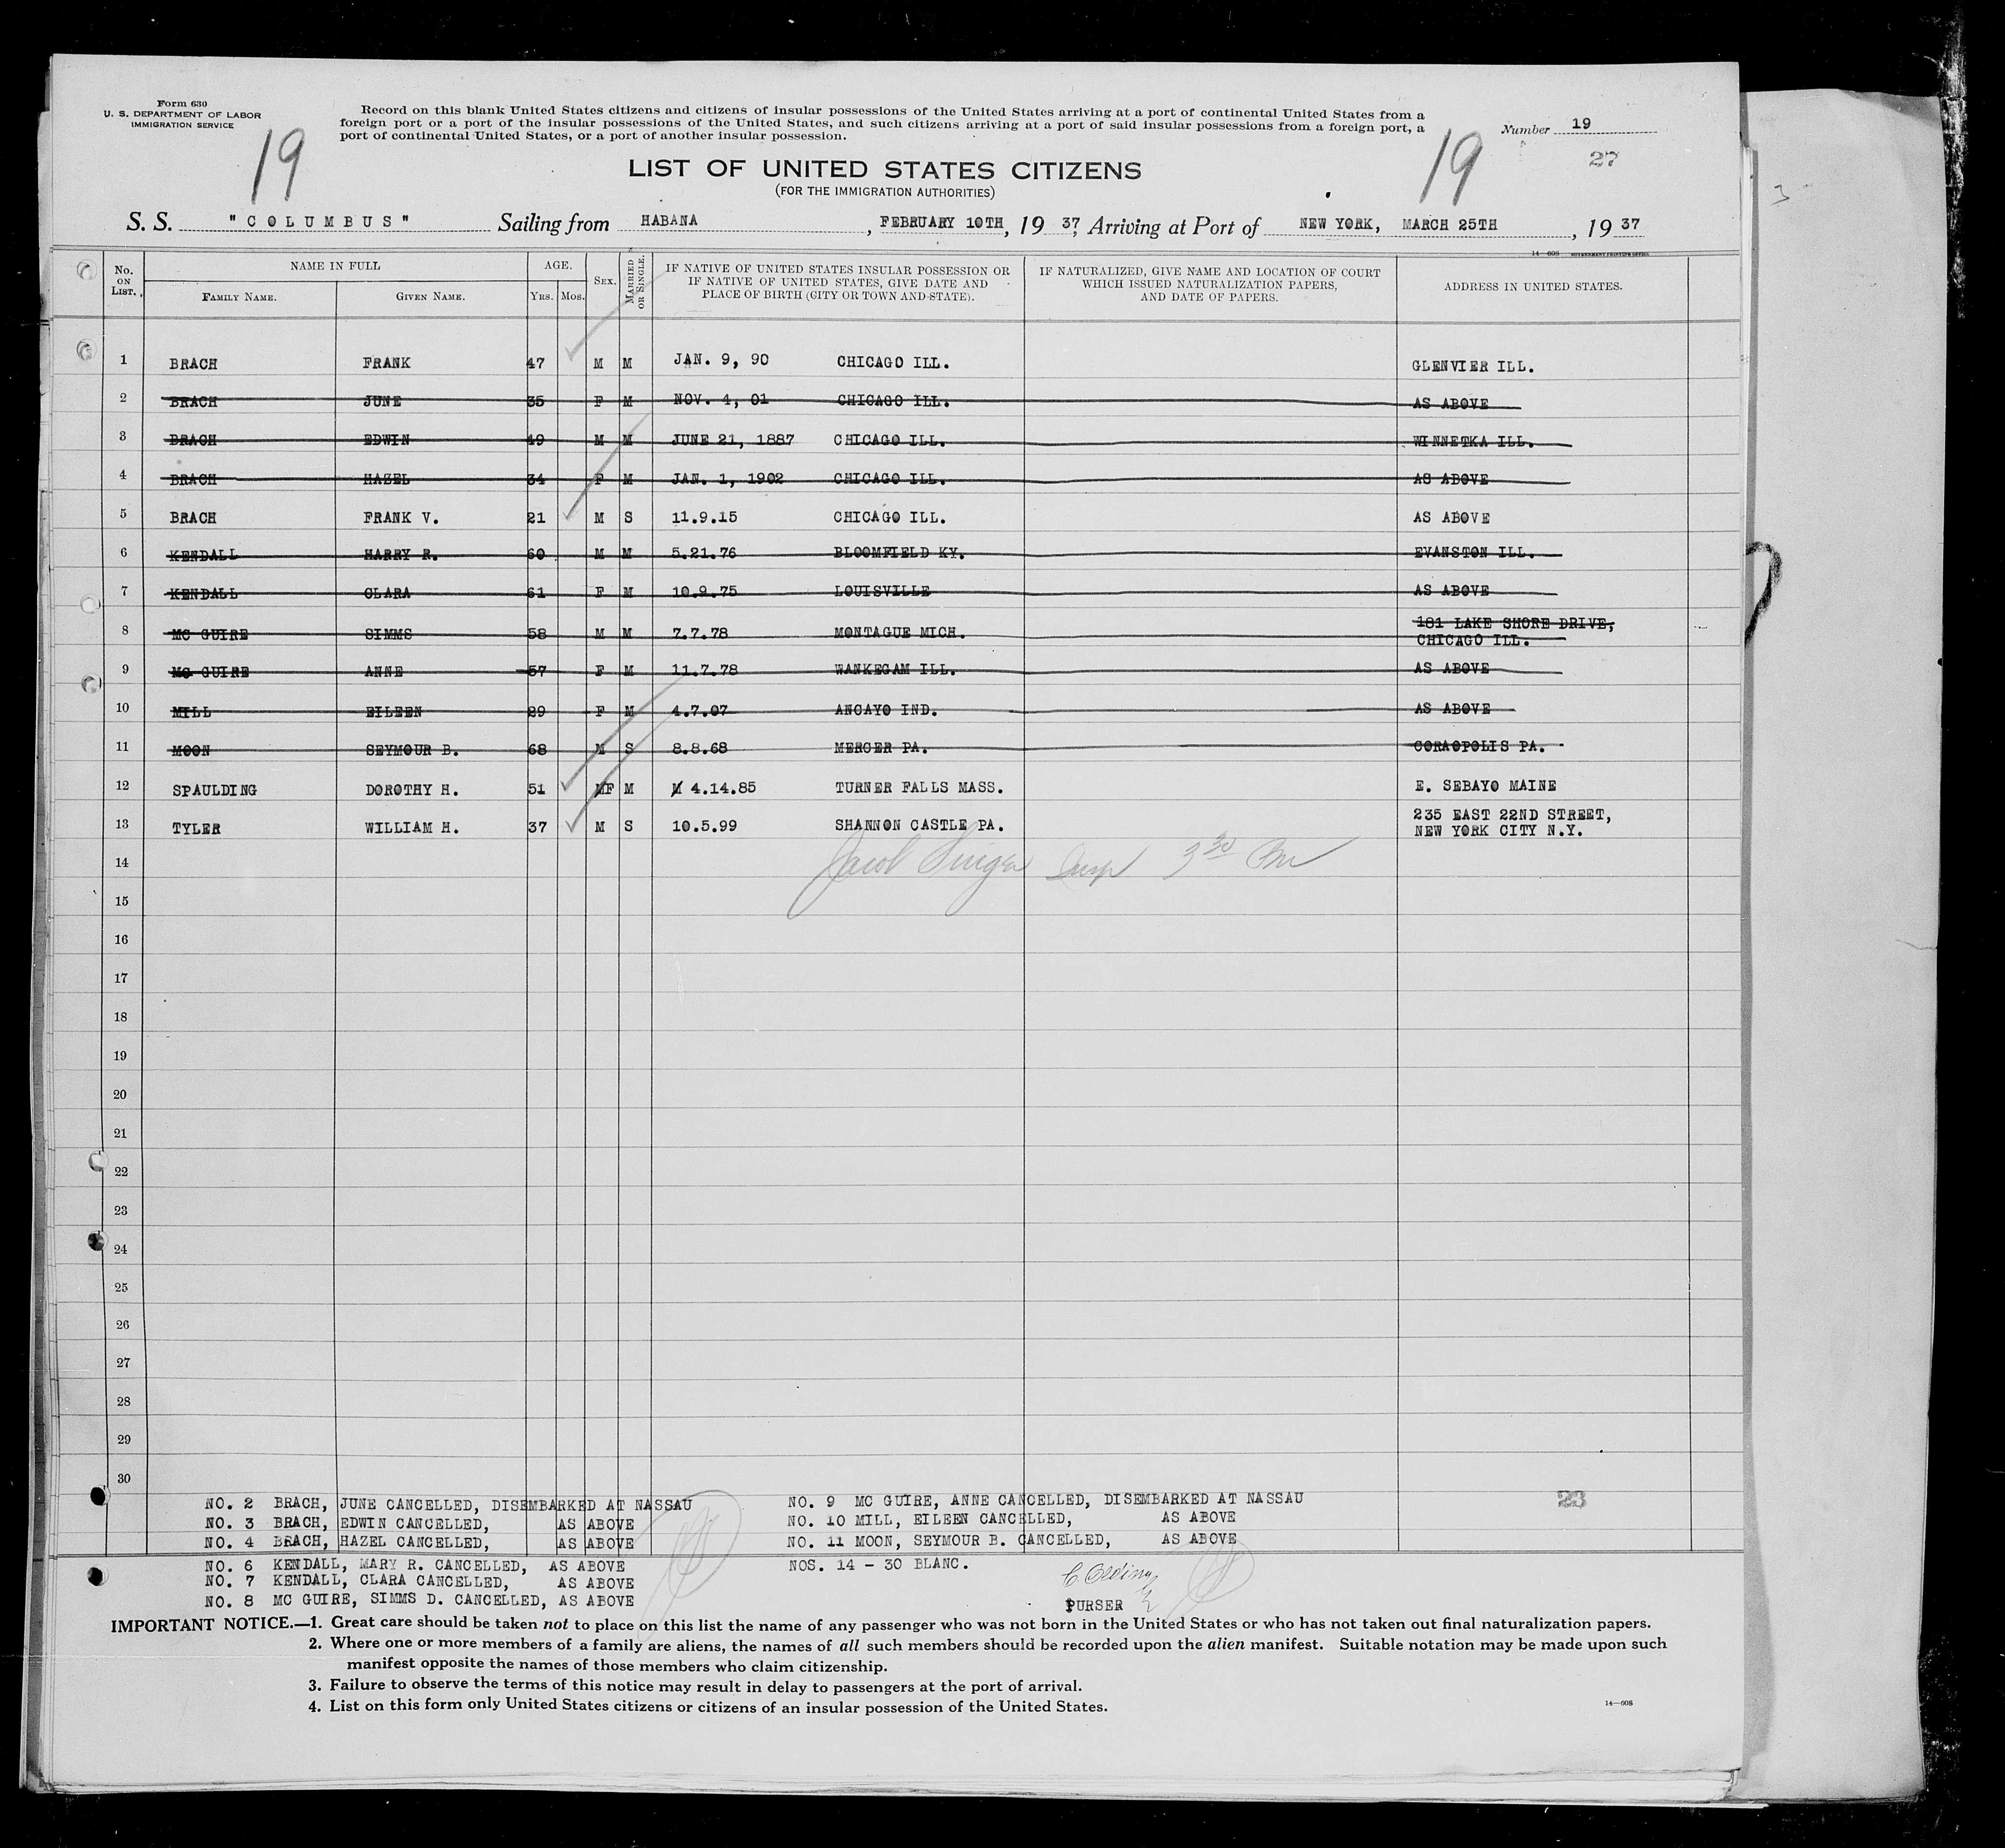 Form 630
U. S. DEPARTMENT OF LABOR
IMMIGRATION SERVICE
19
Record on this blank United States citizens and citizens of insular possessions of the United States arriving at a port of continental United States from a
foreign port or a port of the insular possessions of the United States, and such citizens arriving at a port of said insular possessions from a foreign port, a
port of continental United States, or a port of another insular possession.
19
Number 19
27
LIST OF UNITED STATES CITIZENS
(FOR THE IMMIGRATION AUTHORITIES)
S. S. "COLUMBUS" Sailing from HABANA, FEBRUARY 10TH, 19 37, Arriving at Port of NEW YORK, MARCH 25TH, 19 37
14—608 GOVERNMENT PRINTING OFFICE
No. ON LIST. NAME IN FULL FAMILY NAME. GIVEN NAME. AGE. YRS. MOS. SEX. MARRIED OR SINGLE. IF NATIVE OF UNITED STATES INSULAR POSSESSION OR IF NATIVE OF UNITED STATES, GIVE DATE AND PLACE OF BIRTH (CITY OR TOWN AND STATE). IF NATURALIZED, GIVE NAME AND LOCATION OF COURT WHICH ISSUED NATURALIZATION PAPERS, AND DATE OF PAPERS. ADDRESS IN UNITED STATES.
1 BRACH FRANK 47 M M JAN. 9, 90 CHICAGO ILL. GLENVIER ILL.
2 BRACH JUNE 35 F M NOV. 4, 01 CHICAGO ILL. AS ABOVE
3 BRACH EDWIN 49 M M JUNE 21, 1887 CHICAGO ILL. WINNETKA ILL.
4 BRACH HAZEL 34 F M JAN. 1, 1902 CHICAGO ILL. AS ABOVE
5 BRACH FRANK V. 21 M S 11.9.15 CHICAGO ILL. AS ABOVE
6 KENDALL HARRY R. 60 M M 5.21.76 BLOOMFIELD KY. EVANSTON ILL.
7 KENDALL CLARA 61 F M 10.9.75 LOUISVILLE AS ABOVE
8 MC GUIRE SIMMS 58 M M 7.7.78 MONTAGUE MICH. 181 LAKE SHORE DRIVE, CHICAGO ILL.
9 MC GUIRE ANNE 57 F M 11.7.78 WANKEGAM ILL. AS ABOVE
10 MILL EILEEN 29 F M 4.7.07 ANCAYO IND. AS ABOVE
11 MOON SEYMOUR B. 68 M S 8.8.68 MERCER PA. CORAOPOLIS PA.
12 SPAULDING DOROTHY H. 51 MF M M 4.14.85 TURNER FALLS MASS. E. SEBAYO MAINE
13 TYLER WILLIAM H. 37 M S 10.5.99 SHANNON CASTLE PA. 235 EAST 22ND STREET, NEW YORK CITY N.Y.
14 Jacob Singer Insp 3 30 Pm
15
16
17
18
19
20
21
22
23
24
25
26
27
28
29
30
NO. 2 BRACH, JUNE CANCELLED, DISEMBARKED AT NASSAU
NO. 3 BRACH, EDWIN CANCELLED, AS ABOVE
NO. 4 BRACH, HAZEL CANCELLED, AS ABOVE
NO. 6 KENDALL, MARY R. CANCELLED, AS ABOVE
NO. 7 KENDALL, CLARA CANCELLED, AS ABOVE
NO. 8 MC GUIRE, SIMMS D. CANCELLED, AS ABOVE
NO. 9 MC GUIRE, ANNE CANCELLED, DISEMBARKED AT NASSAU
NO. 10 MILL, EILEEN CANCELLED, AS ABOVE
NO. 11 MOON, SEYMOUR B. CANCELLED, AS ABOVE
NOS. 14 - 30 BLANC.
23
PURSER
IMPORTANT NOTICE.—1. Great care should be taken not to place on this list the name of any passenger who was not born in the United States or who has not taken out final naturalization papers.
2. Where one or more members of a family are aliens, the names of all such members should be recorded upon the alien manifest. Suitable notation may be made upon such
manifest opposite the names of those members who claim citizenship.
3. Failure to observe the terms of this notice may result in delay to passengers at the port of arrival.
4. List on this form only United States citizens or citizens of an insular possession of the United States.
14—608